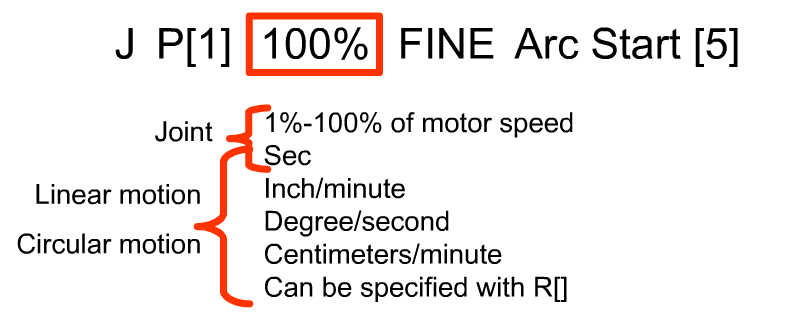 J P[1] 100% FINE Arc Start [5]
Joint
1%-100% of motor speed
Sec
Linear motion
Inch/minute
Degree/second
Circular motion
Centimeters/minute
Can be specified with R[]